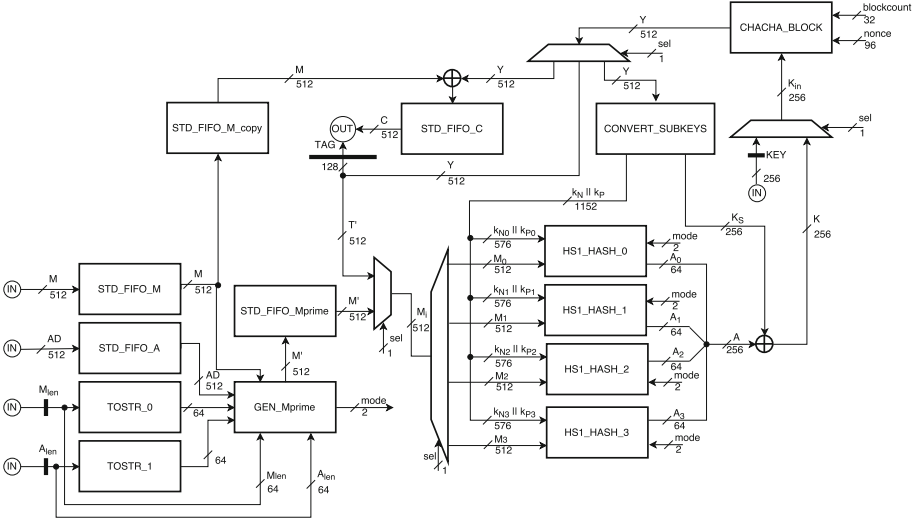 CHACHA_BLOCK
blockcount
32
nonce
96
Y
512
sel
1
M
512
Y
512
Y
512
Kin
256
STD_FIFO_M_copy
STD_FIFO_C
CONVERT_SUBKEYS
C
512
OUT
TAG
128
Y
512
sel
1
KEY
256
IN
kN || kP
1152
T'
512
KS
256
K
256
kN0 || kP0
576
M0
512
HS1_HASH_0
mode
2
A0
64
IN
M
512
STD_FIFO_M
M
512
STD_FIFO_Mprime
M'
512
sel
1
Mi
512
kN1 || kP1
576
M1
512
HS1_HASH_1
mode
2
A1
64
IN
AD
512
STD_FIFO_A
AD
512
M'
512
kN2 || kP2
576
M2
512
HS1_HASH_2
A2
64
mode
2
A
256
IN
Mlen
TOSTR_0
64
GEN_Mprime
mode
2
kN3 || kP3
576
M3
512
HS1_HASH_3
A3
64
mode
2
IN
Alen
TOSTR_1
64
Mlen
64
Alen
64
sel
1